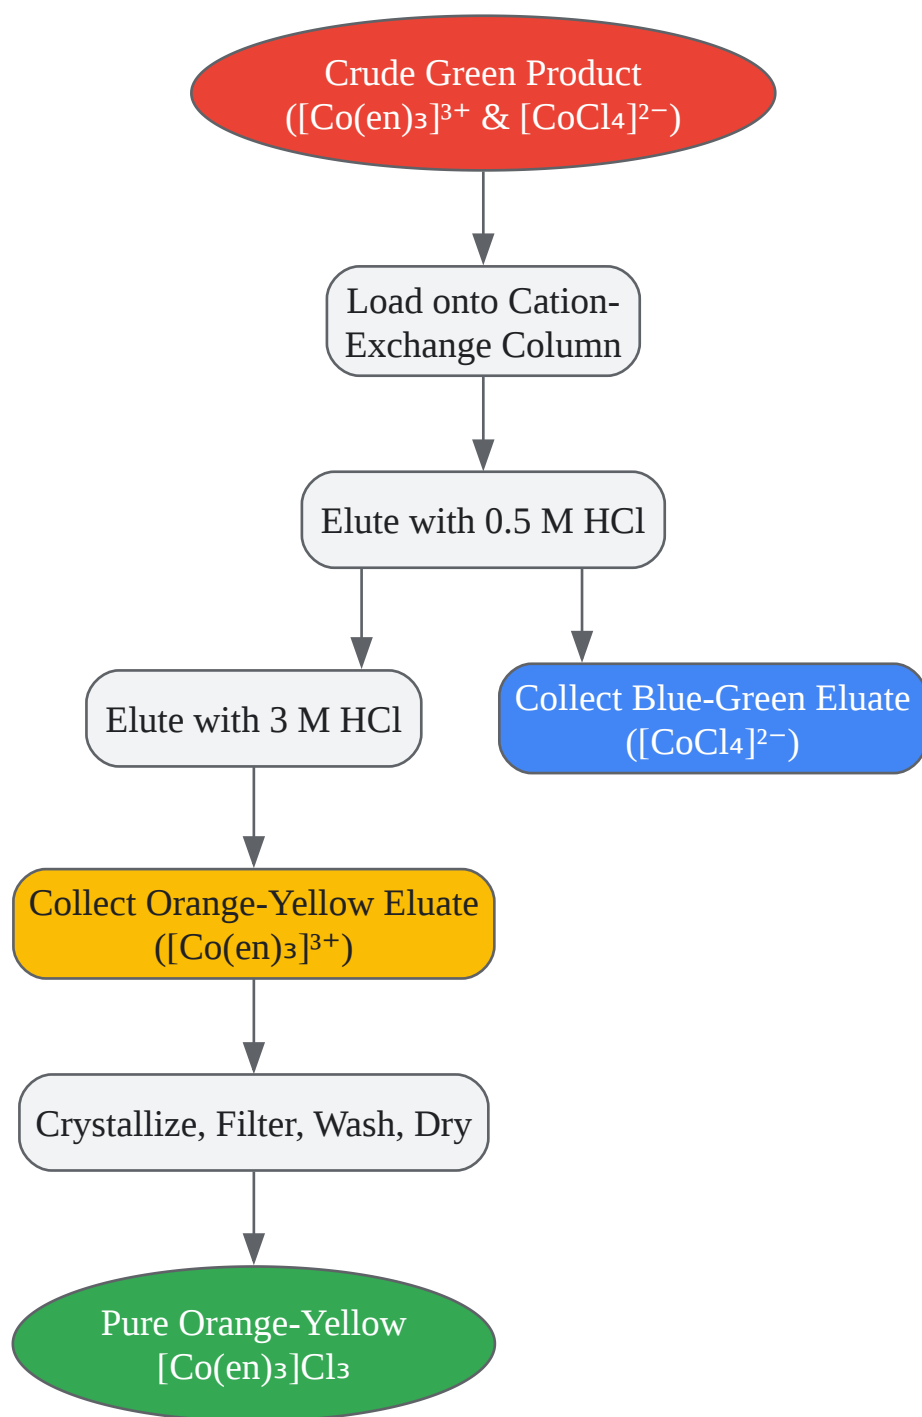 Crude Green Product
([Co(en)₃]³⁺ & [CoCl₄]²⁻)
Load onto Cation-
Exchange Column
Elute with 0.5 M HCl
Elute with 3 M HCl
Collect Blue-Green Eluate
([CoCl₄]²⁻)
Collect Orange-Yellow Eluate
([Co(en)₃]³⁺)
Crystallize, Filter, Wash, Dry
Pure Orange-Yellow
[Co(en)₃]Cl₃